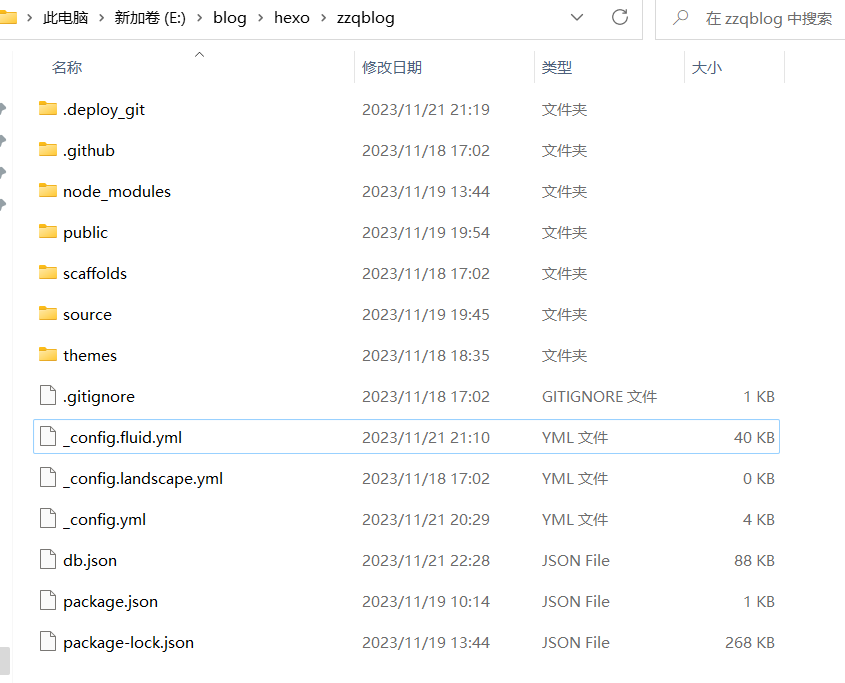 此电脑 › 新加卷 (E:) › blog › hexo › zzqblog
在 zzqblog 中搜索
名称 修改日期 类型 大小
.deploy_git 2023/11/21 21:19 文件夹
.github 2023/11/18 17:02 文件夹
node_modules 2023/11/19 13:44 文件夹
public 2023/11/19 19:54 文件夹
scaffolds 2023/11/18 17:02 文件夹
source 2023/11/19 19:45 文件夹
themes 2023/11/18 18:35 文件夹
.gitignore 2023/11/18 17:02 GITIGNORE 文件 1 KB
_config.fluid.yml 2023/11/21 21:10 YML 文件 40 KB
_config.landscape.yml 2023/11/18 17:02 YML 文件 0 KB
_config.yml 2023/11/21 20:29 YML 文件 4 KB
db.json 2023/11/21 22:28 JSON File 88 KB
package.json 2023/11/19 10:14 JSON File 1 KB
package-lock.json 2023/11/19 13:44 JSON File 268 KB